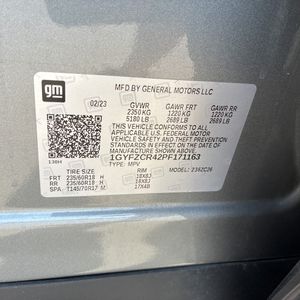 gm
MFD BY GENERAL MOTORS LLC
02/23 GVWR GAWR FRT GAWR RR
2350 KG 1220 KG 1220 KG
5180 LB 2689 LB 2689 LB
THIS VEHICLE CONFORMS TO ALL APPLICABLE
U.S. FEDERAL MOTOR VEHICLE SAFETY AND
THEFT PREVENTION STANDARDS IN
EFFECT ON THE DATE OF
MANUFACTURE SHOWN ABOVE.
1GYFZCR42PF171163
TYPE: MPV
TIRE SIZE RIM
FRT 235/60R18 H 18X8J
RR 235/60R18 H 18X8J
SPA T145/70R17 M 17X4B